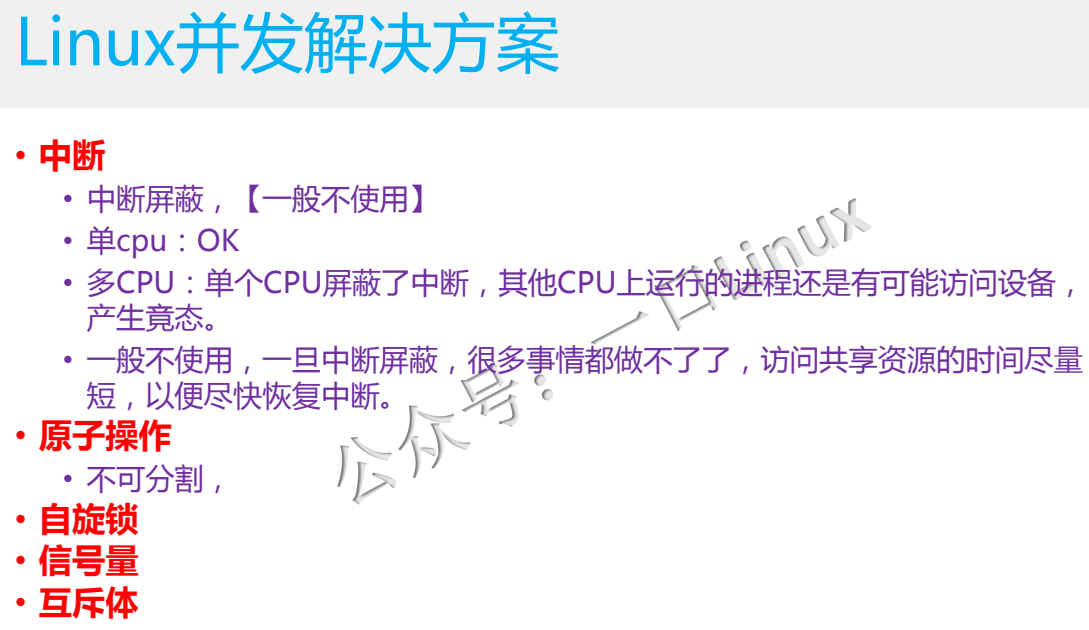 Linux并发解决方案
• 中断
• 中断屏蔽，【一般不使用】
• 单cpu：OK
• 多CPU：单个CPU屏蔽了中断，其他CPU上运行的进程还是有可能访问设备，
产生竟态。
• 一般不使用，一旦中断屏蔽，很多事情都做不了了，访问共享资源的时间尽量
短，以便尽快恢复中断。
• 原子操作
• 不可分割，
• 自旋锁
• 信号量
• 互斥体
公众号：一口Linux